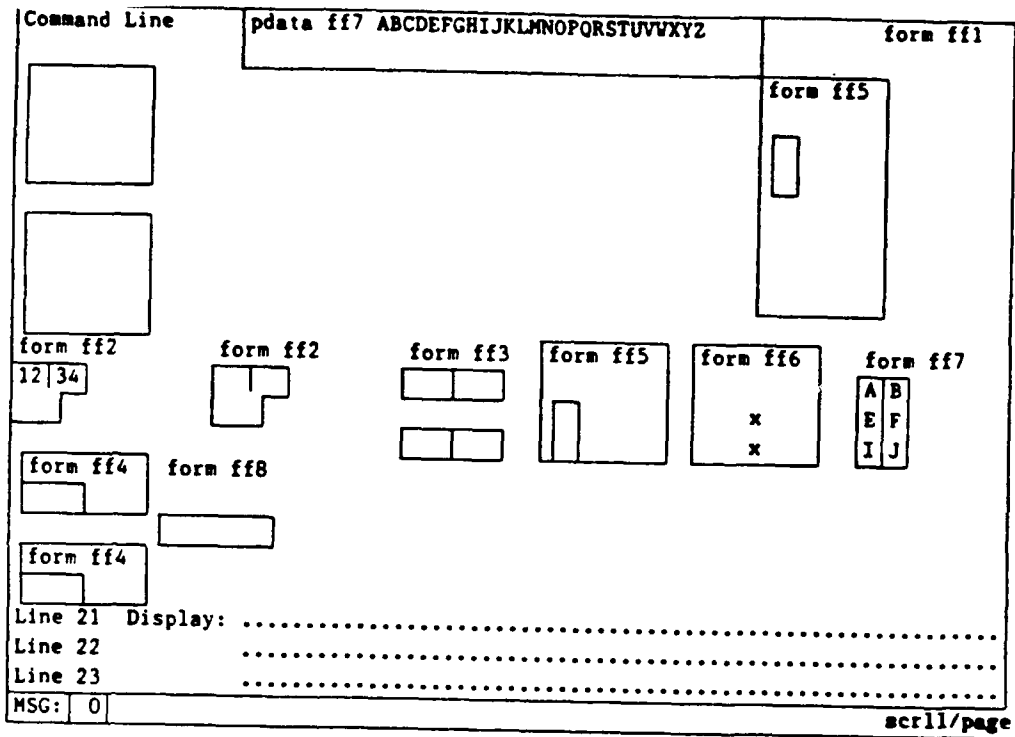 Command Line pdata ff7 ABCDEFGHIJKLMNOPQRSTUVWXYZ form ff1
form ff5
form ff2 form ff2 form ff3 form ff5 form ff6 form ff7
12 34
A B
x E F
x I J
form ff4 form ff8
form ff4
Line 21 Display: ................................................
Line 22 ................................................
Line 23 ................................................
MSG: 0 scrll/page